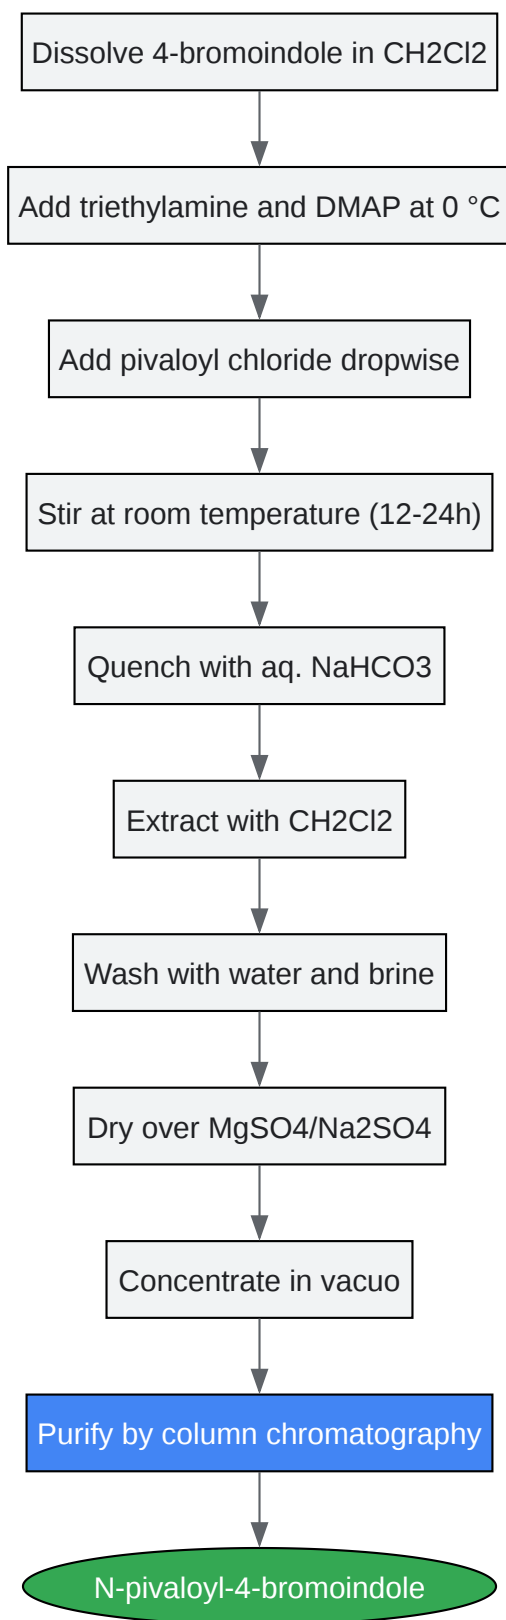 Dissolve 4-bromoindole in CH2Cl2
Add triethylamine and DMAP at 0 °C
Add pivaloyl chloride dropwise
Stir at room temperature (12-24h)
Quench with aq. NaHCO3
Extract with CH2Cl2
Wash with water and brine
Dry over MgSO4/Na2SO4
Concentrate in vacuo
Purify by column chromatography
N-pivaloyl-4-bromoindole